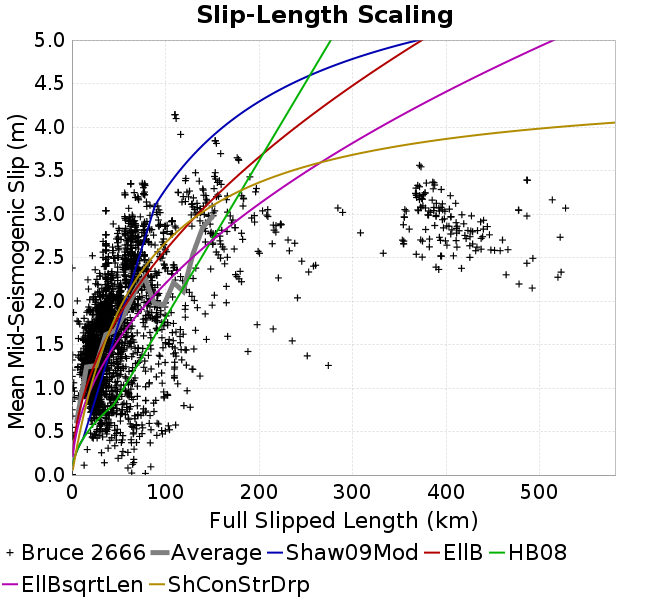 Slip-Length Scaling
Mean Mid-Seismogenic Slip (m)
5.0
4.5
4.0
3.5
3.0
2.5
2.0
1.5
1.0
0.5
0.0
0 100 200 300 400 500
Full Slipped Length (km)
Bruce 2666 Average Shaw09Mod EllB HB08
EllBsqrtLen ShConStrDrp